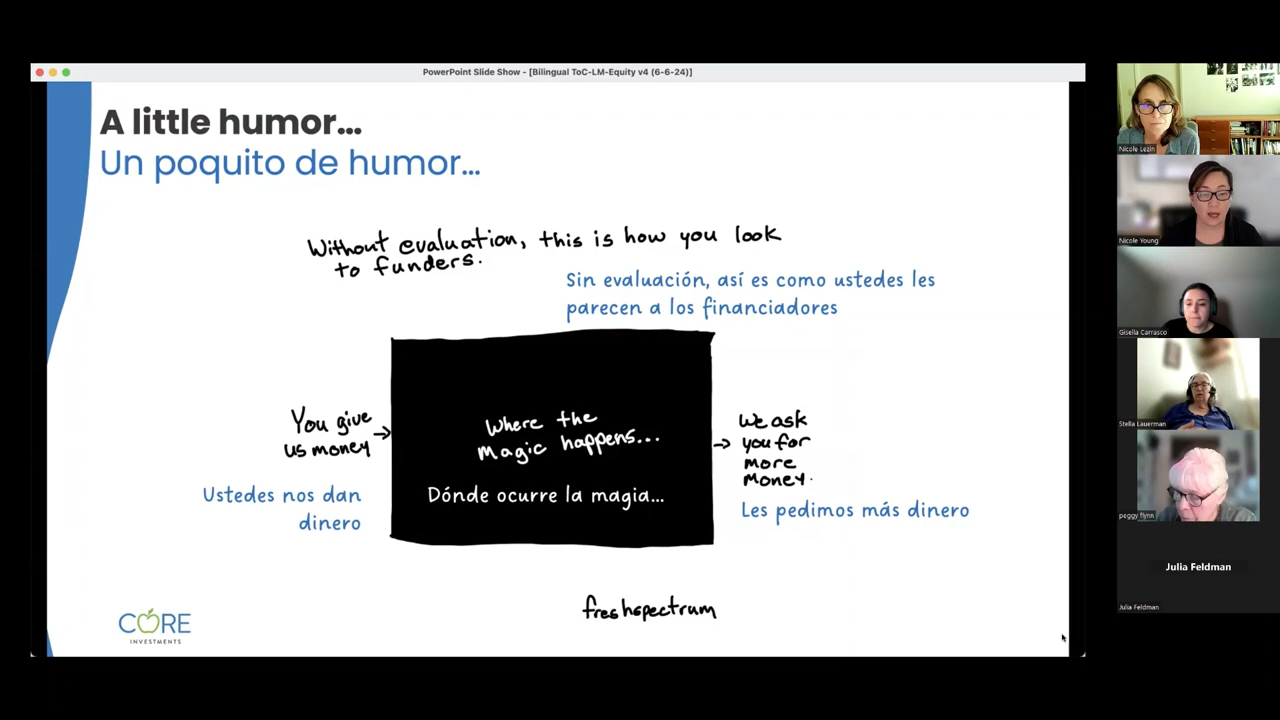 PowerPoint Slide Show - [Bilingual ToC-LM-Equity v4 (6-6-24)]
A little humor...
Un poquito de humor...
Without evaluation, this is how you look
to funders.
Sin evaluación, así es como ustedes les
parecen a los financiadores
You give
us money
Ustedes nos dan
dinero
Where the
Magic happens...
Dónde ocurre la magia...
We ask
you for
more
money.
Les pedimos más dinero
freshspectrum
CORE
INVESTMENTS
Nicole Lezin
Nicole Young
Gisella Carrasco
Stella Lauerman
peggy flynn
Julia Feldman
Julia Feldman